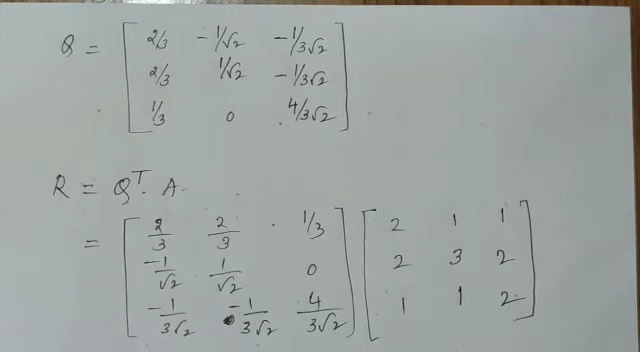 Q = [ 2/3 -1/√2 -1/3√2
2/3 1/√2 -1/3√2
1/3 0 4/3√2 ]
R = Q^T. A
= [ 2/3 2/3 1/3 ] [ 2 1 1
-1/√2 1/√2 0 2 3 2
-1/3√2 -1/3√2 4/3√2 ] 1 1 2 ]